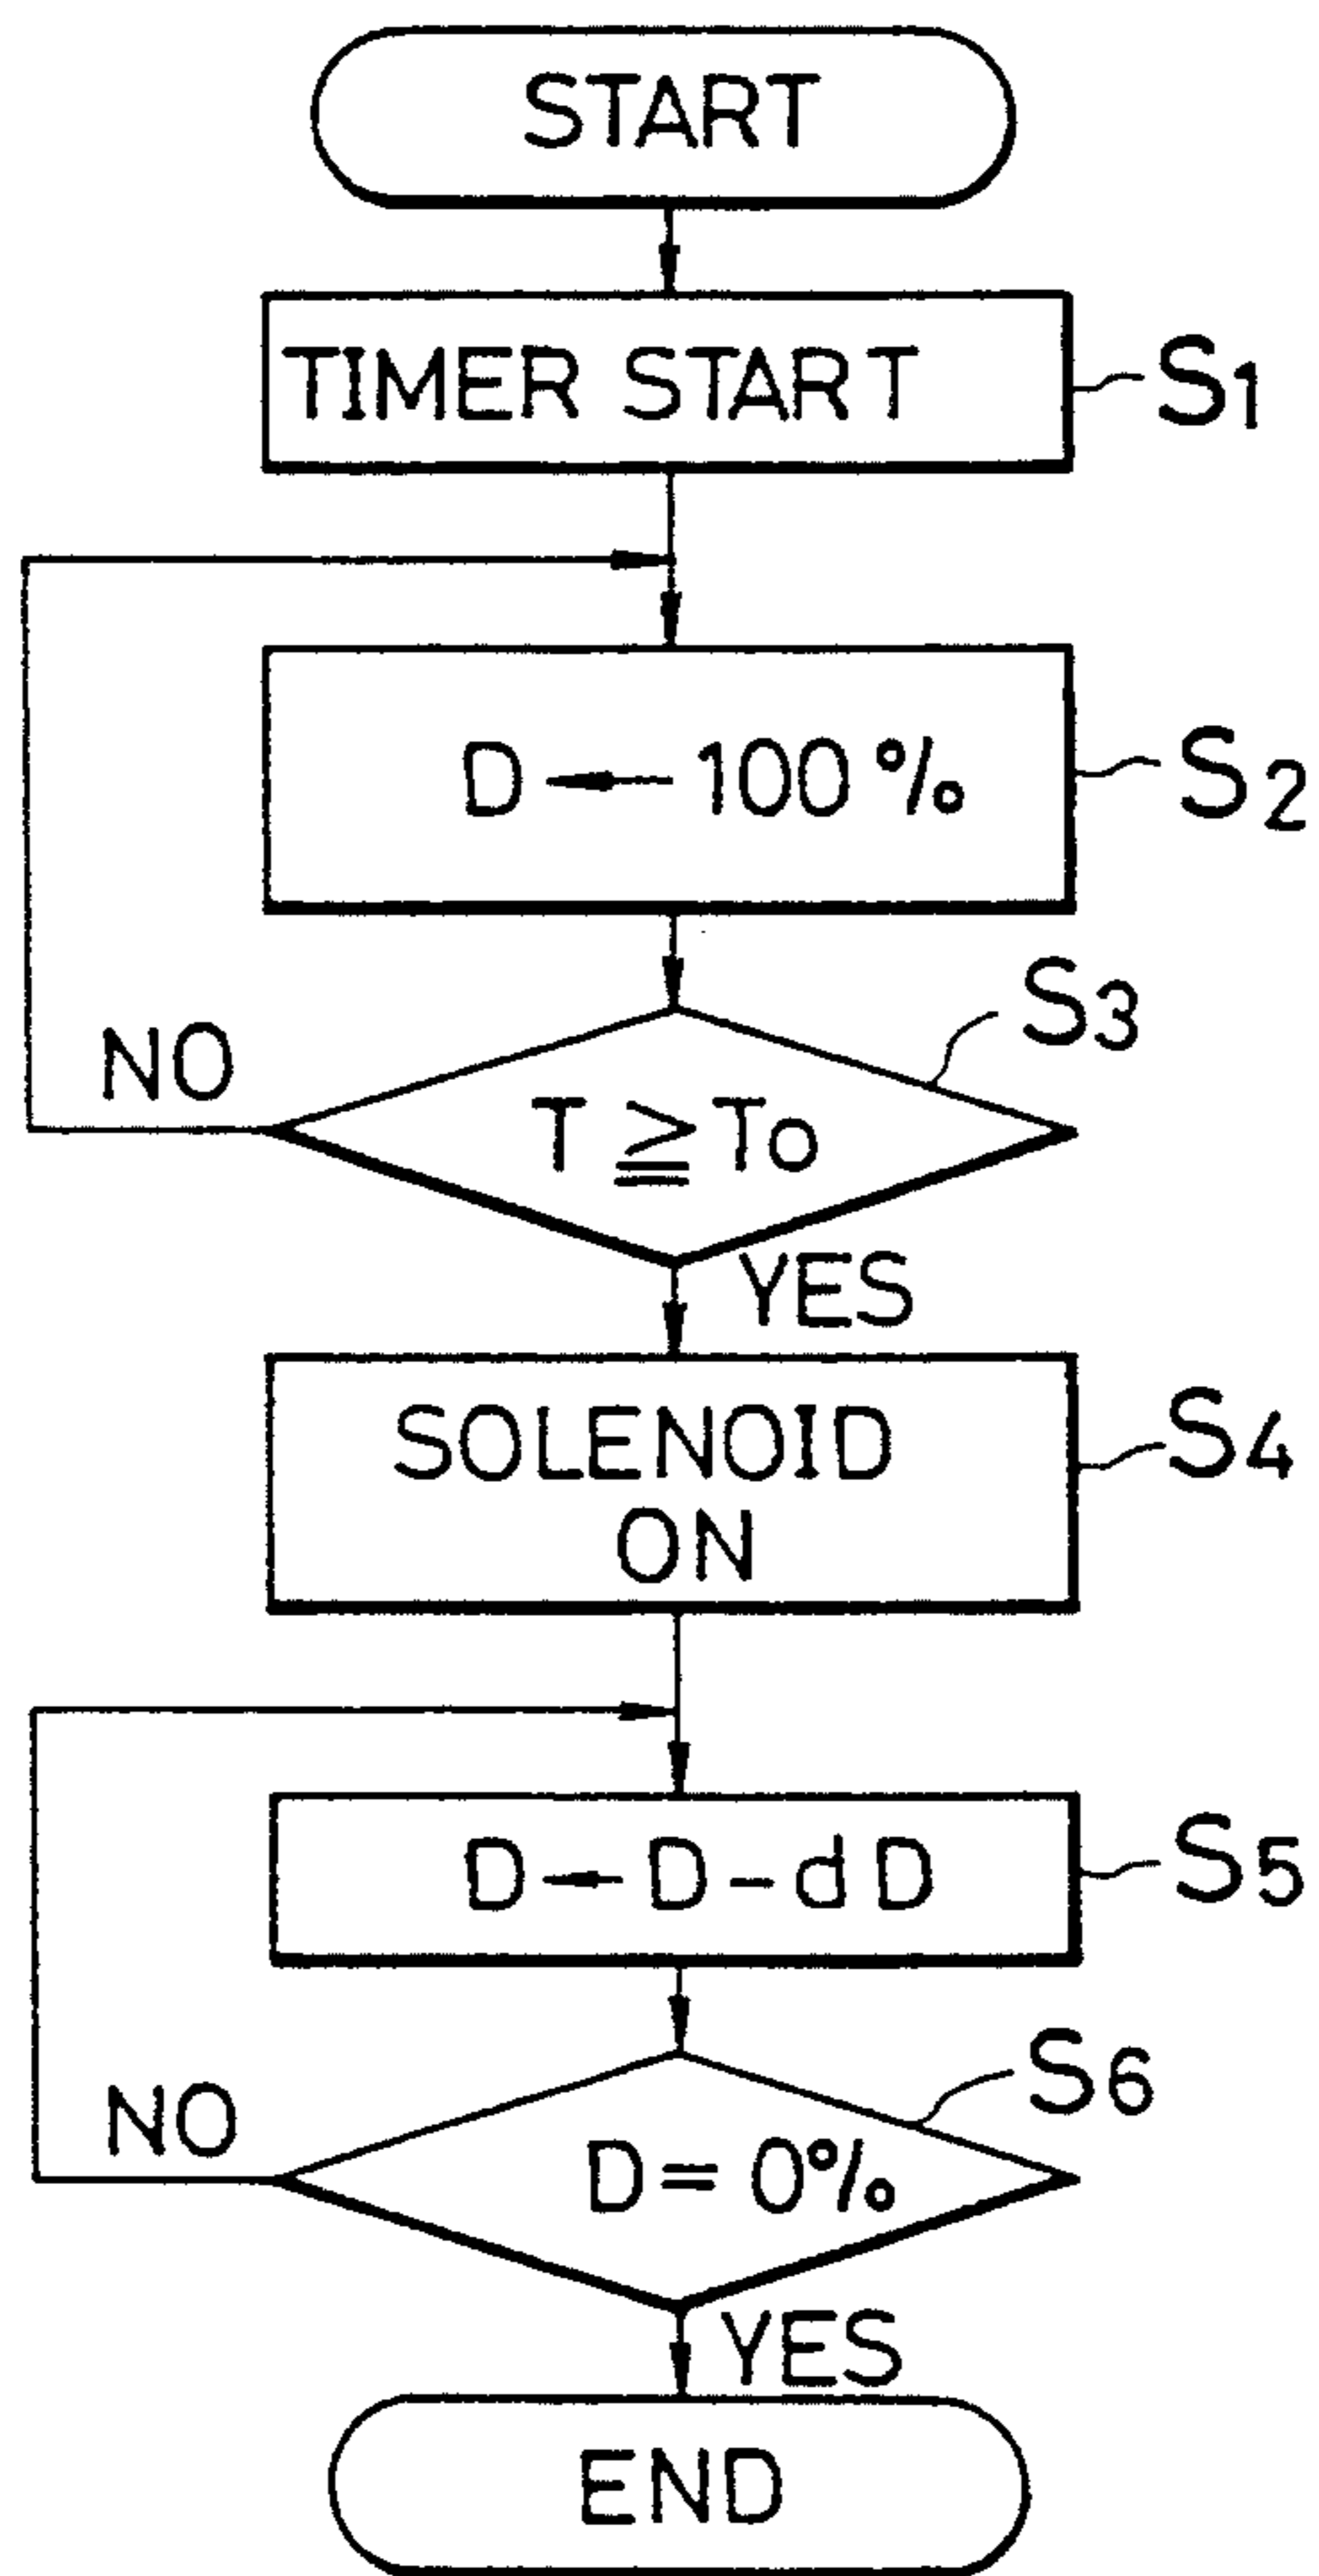 START
TIMER START
S1
D ← 100%
S2
S3
NO
T ≧ To
YES
SOLENOID
ON
S4
D ← D - dD
S5
S6
NO
D = 0%
YES
END